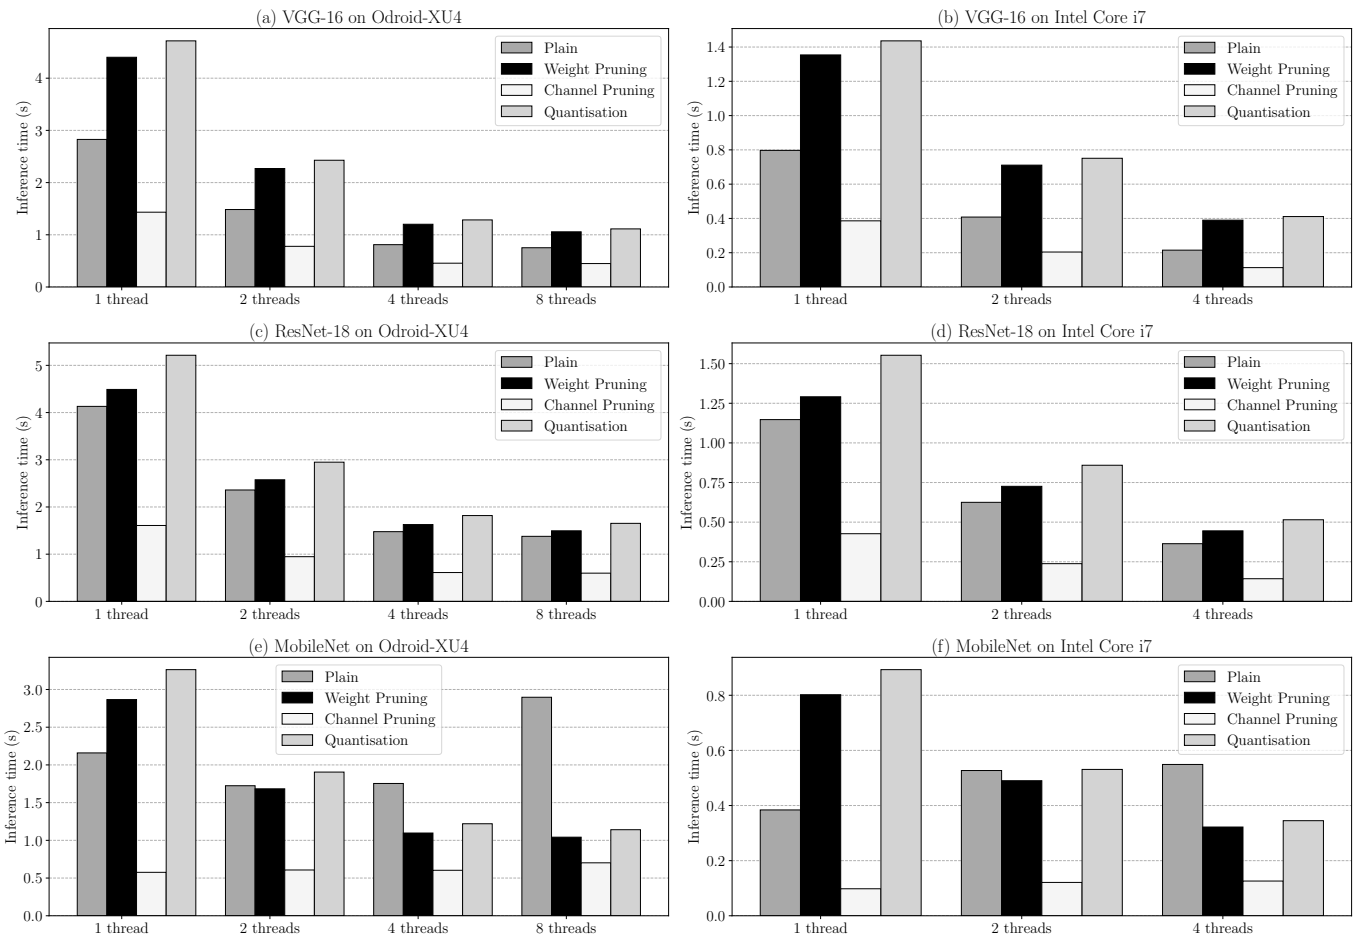 (a) VGG-16 on Odroid-XU4
Inference time (s)
4
3
2
1
0
Plain
Weight Pruning
Channel Pruning
Quantisation
1 thread 2 threads 4 threads 8 threads
(b) VGG-16 on Intel Core i7
Inference time (s)
1.4
1.2
1.0
0.8
0.6
0.4
0.2
0.0
Plain
Weight Pruning
Channel Pruning
Quantisation
1 thread 2 threads 4 threads
(c) ResNet-18 on Odroid-XU4
Inference time (s)
5
4
3
2
1
0
Plain
Weight Pruning
Channel Pruning
Quantisation
1 thread 2 threads 4 threads 8 threads
(d) ResNet-18 on Intel Core i7
Inference time (s)
1.50
1.25
1.00
0.75
0.50
0.25
0.00
Plain
Weight Pruning
Channel Pruning
Quantisation
1 thread 2 threads 4 threads
(e) MobileNet on Odroid-XU4
Inference time (s)
3.0
2.5
2.0
1.5
1.0
0.5
0.0
Plain
Weight Pruning
Channel Pruning
Quantisation
1 thread 2 threads 4 threads 8 threads
(f) MobileNet on Intel Core i7
Inference time (s)
0.8
0.6
0.4
0.2
0.0
Plain
Weight Pruning
Channel Pruning
Quantisation
1 thread 2 threads 4 threads